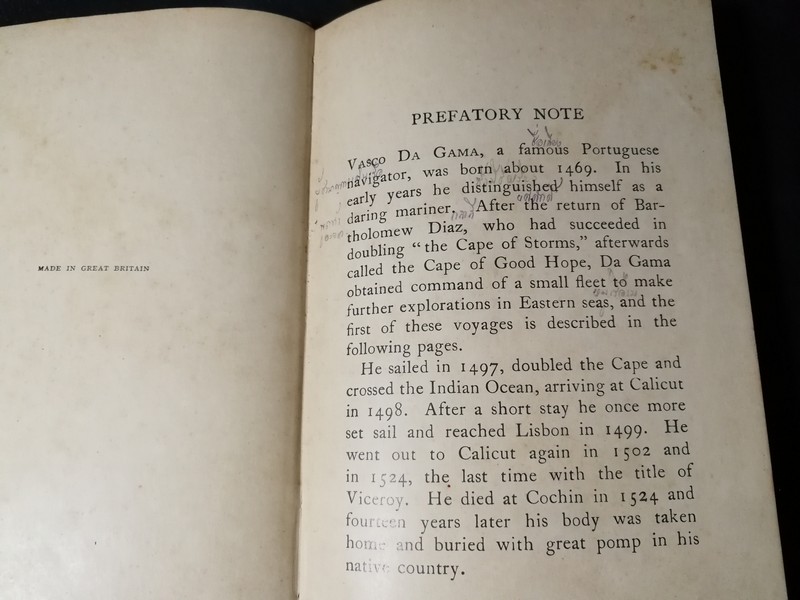 MADE IN GREAT BRITAIN
PREFATORY NOTE
VASCO DA GAMA, a famous Portuguese
navigator, was born about 1469. In his
early years he distinguished himself as a
daring mariner. After the return of Bar-
tholomew Diaz, who had succeeded in
doubling "the Cape of Storms," afterwards
called the Cape of Good Hope, Da Gama
obtained command of a small fleet to make
further explorations in Eastern seas, and the
first of these voyages is described in the
following pages.
He sailed in 1497, doubled the Cape and
crossed the Indian Ocean, arriving at Calicut
in 1498. After a short stay he once more
set sail and reached Lisbon in 1499. He
went out to Calicut again in 1502 and
in 1524, the last time with the title of
Viceroy. He died at Cochin in 1524 and
fourteen years later his body was taken
home and buried with great pomp in his
native country.